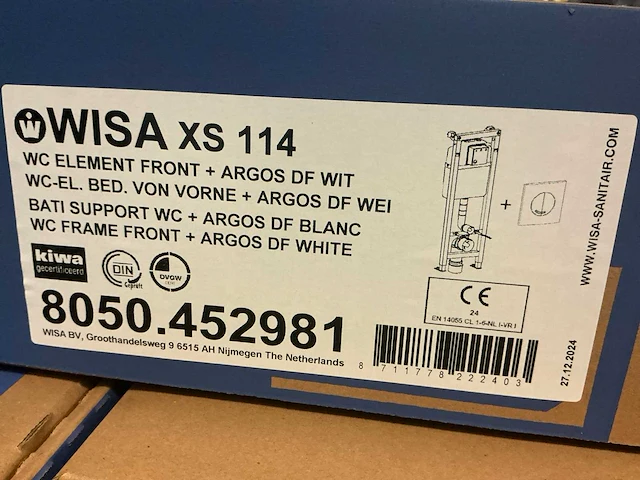 WISA XS 114
WC ELEMENT FRONT + ARGOS DF WIT
WC-EL. BED. VON VORNE + ARGOS DF WEI
BATI SUPPORT WC + ARGOS DF BLANC
WC FRAME FRONT + ARGOS DF WHITE
kiwa
gecertificeerd
DIN
Geprüft
DVGW
8050.452981
WISA BV, Groothandelsweg 9 6515 AH Nijmegen The Netherlands
+
CE
24
EN 14055 CL 1-6-NL I-VR I
8 711778 222403
27.12.2024
WWW.WISA-SANITAIR.COM